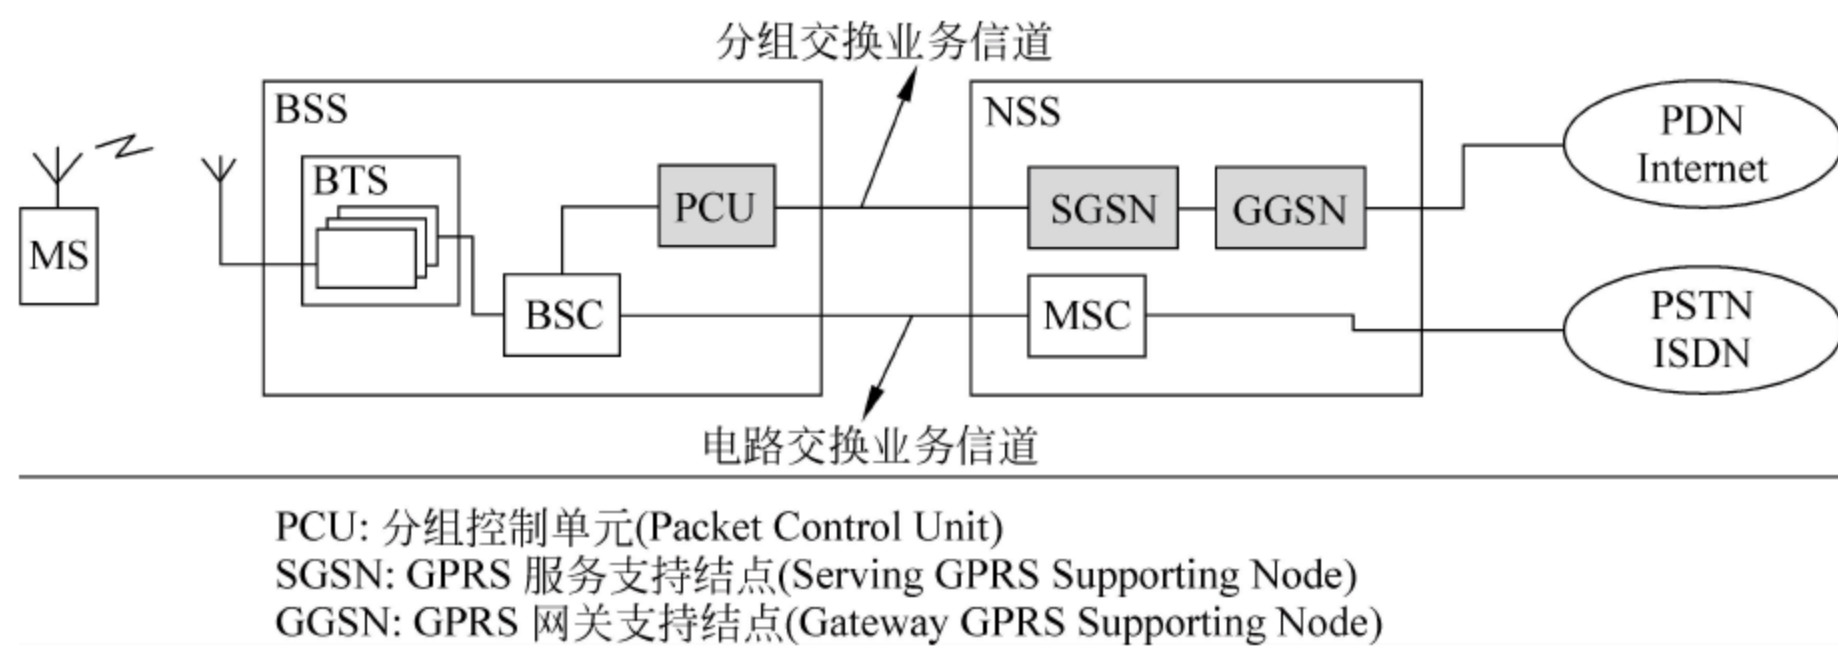 分组交换业务信道
BSS
NSS
PDN
Internet
BTS
PCU
SGSN
GGSN
MS
BSC
MSC
PSTN
ISDN
电路交换业务信道
PCU: 分组控制单元(Packet Control Unit)
SGSN: GPRS 服务支持结点(Serving GPRS Supporting Node)
GGSN: GPRS 网关支持结点(Gateway GPRS Supporting Node)